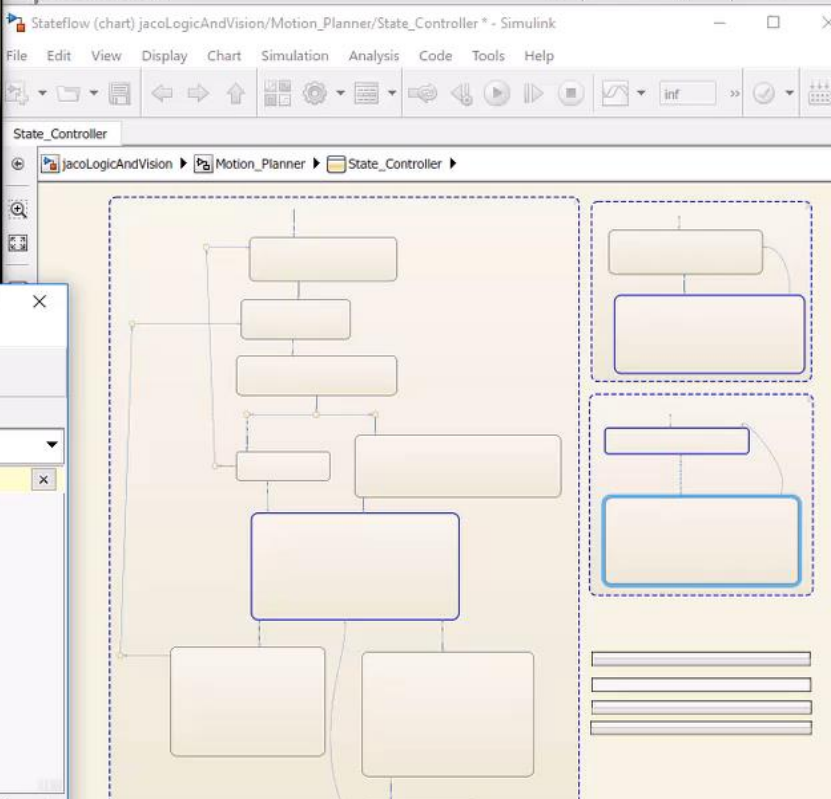 Stateflow (chart) jacoLogicAndVision/Motion_Planner/State_Controller * - Simulink
File Edit View Display Chart Simulation Analysis Code Tools Help
inf
State_Controller
jacoLogicAndVision Motion_Planner State_Controller